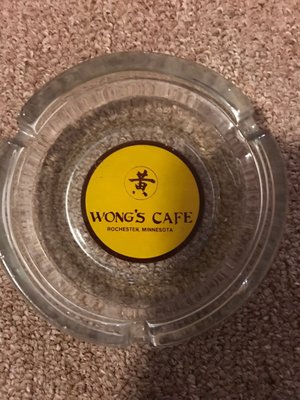 黃
WONG'S CAFE
ROCHESTER, MINNESOTA